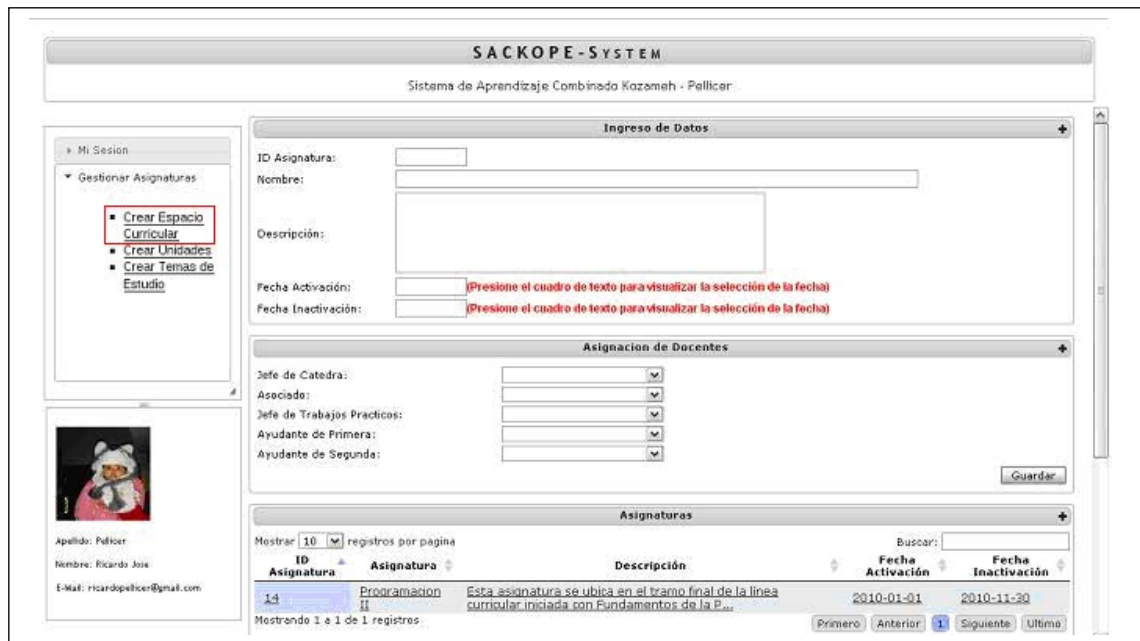 SACKOPE-SYSTEM
Sistema de Aprendizaje Combinado Kozameh - Pellicer
Mi Sesion
Gestionar Asignaturas
Crear Espacio
Curricular
Crear Unidades
Crear Temas de
Estudio
Apellido: Pellicer
Nombre: Ricardo Jose
E-Mail: ricardopellicer@gmail.com
Ingreso de Datos
ID Asignatura:
Nombre:
Descripción:
Fecha Activación: (Presione el cuadro de texto para visualizar la selección de la fecha)
Fecha Inactivación: (Presione el cuadro de texto para visualizar la selección de la fecha)
Asignacion de Docentes
Jefe de Catedra:
Asociado:
Jefe de Trabajos Practicos:
Ayudante de Primera:
Ayudante de Segunda:
Guardar
Asignaturas
Mostrar 10 registros por pagina Buscar:
ID Asignatura Asignatura Descripción Fecha Activación Fecha Inactivación
14 Programacion II Esta asignatura se ubica en el tramo final de la línea
curricular iniciada con Fundamentos de la P... 2010-01-01 2010-11-30
Mostrando 1 a 1 de 1 registros Primero Anterior 1 Siguiente Ultimo